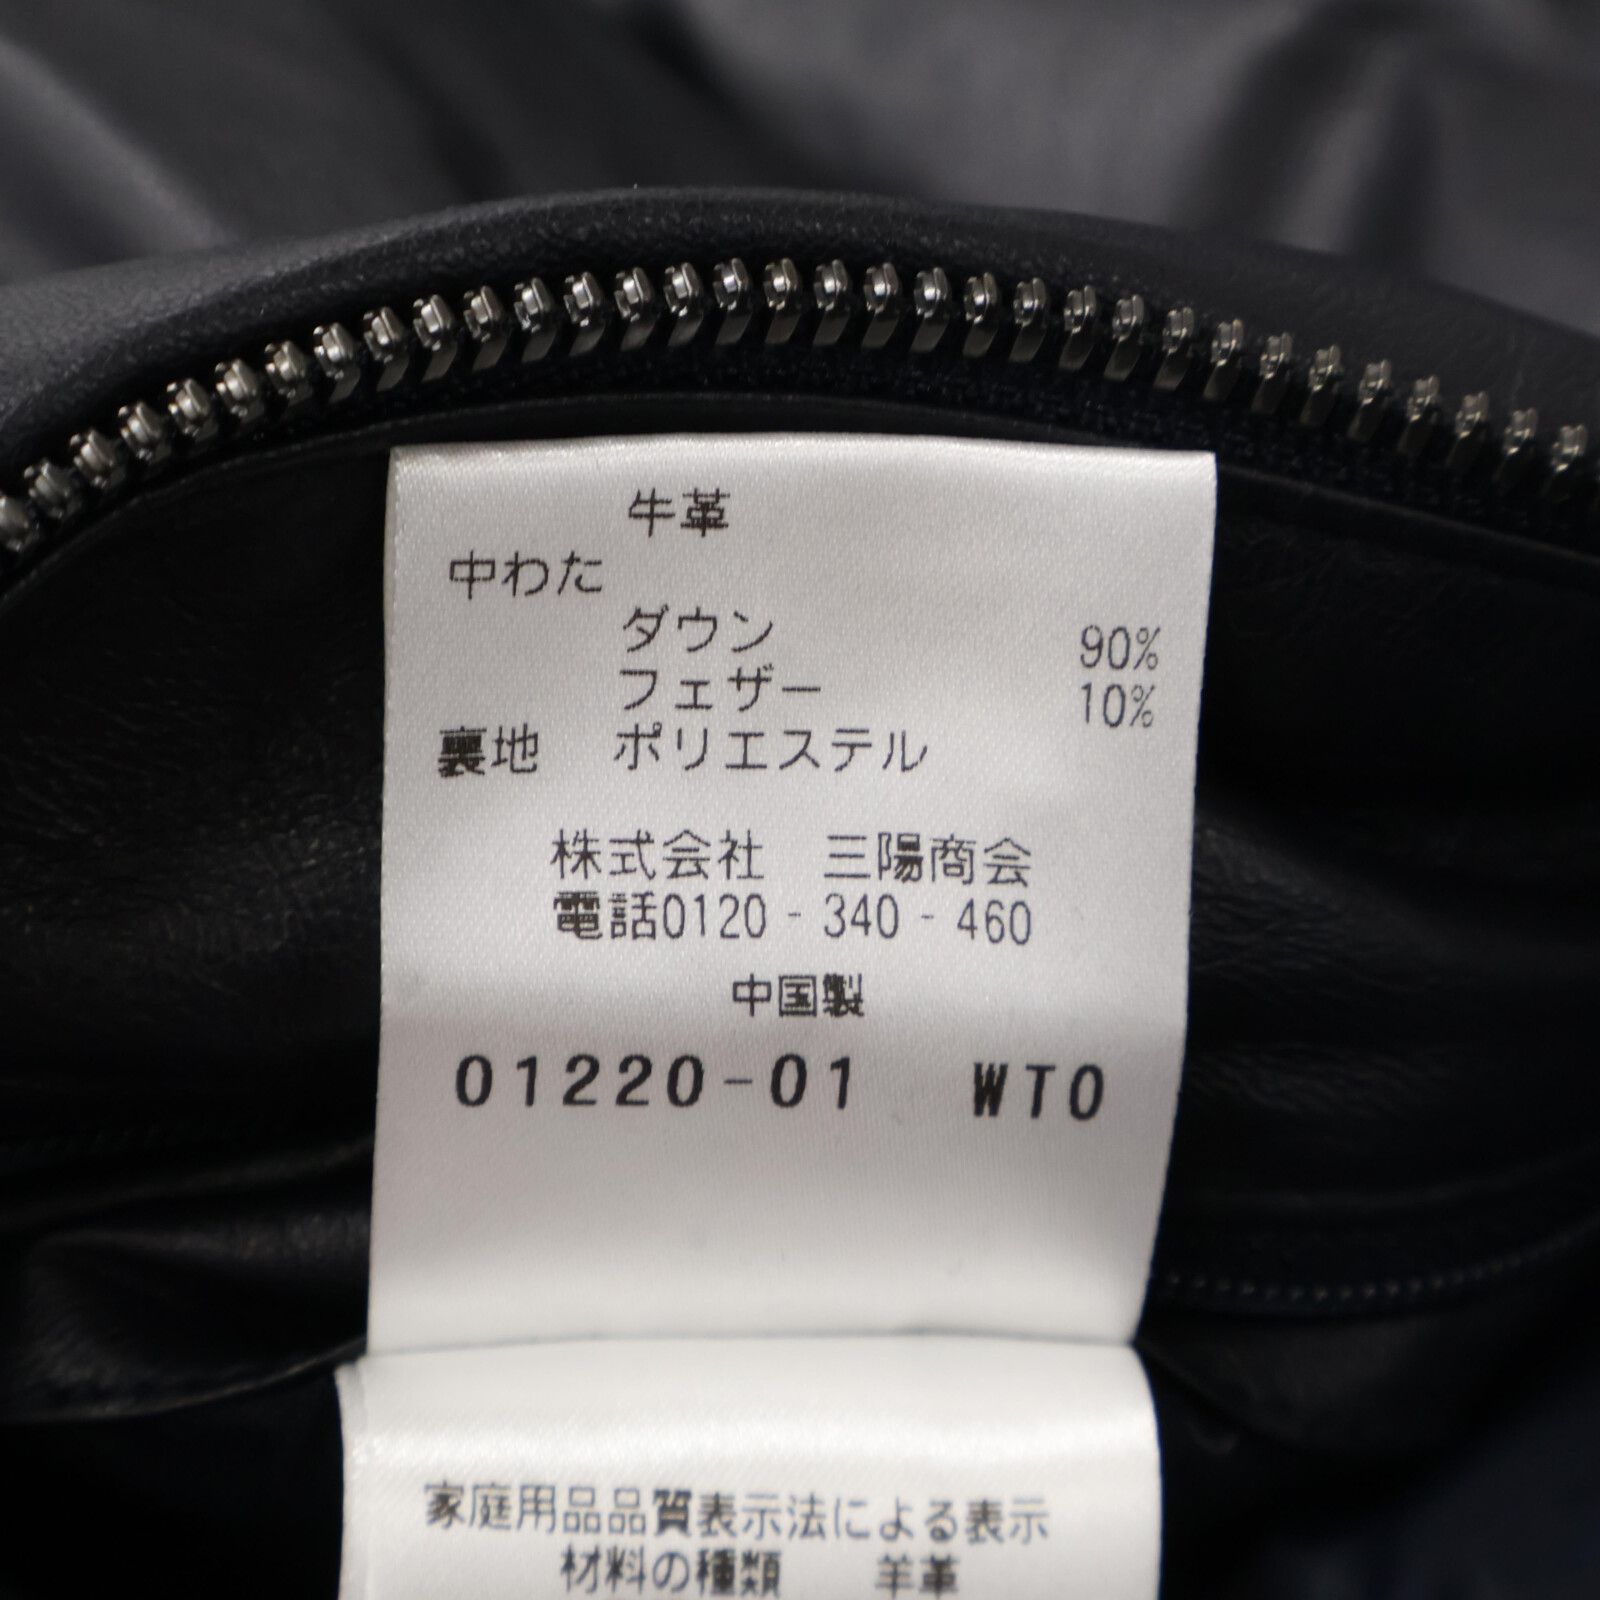 牛革
中わた
ダウン 90%
フェザー 10%
裏地 ポリエステル
株式会社 三陽商会
電話0120-340-460
中国製
01220-01 WTO
家庭用品品質表示法による表示
材料の種類 羊革